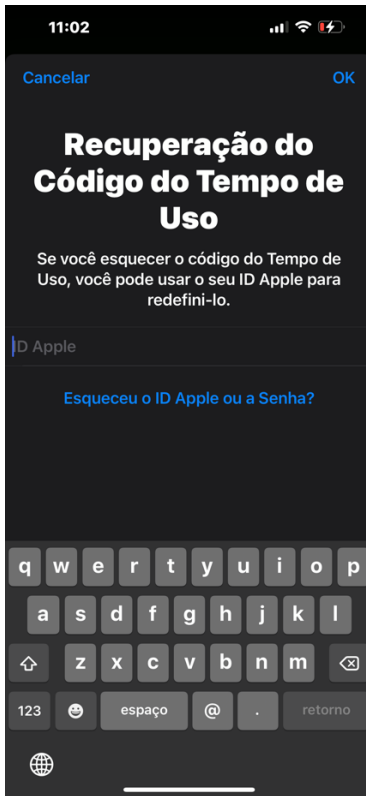 11:02
Cancelar OK
Recuperação do
Código do Tempo de
Uso
Se você esquecer o código do Tempo de
Uso, você pode usar o seu ID Apple para
redefini-lo.
ID Apple
Esqueceu o ID Apple ou a Senha?
q w e r t y u i o p
a s d f g h j k l
z x c v b n m
123 espaço @ . retorno